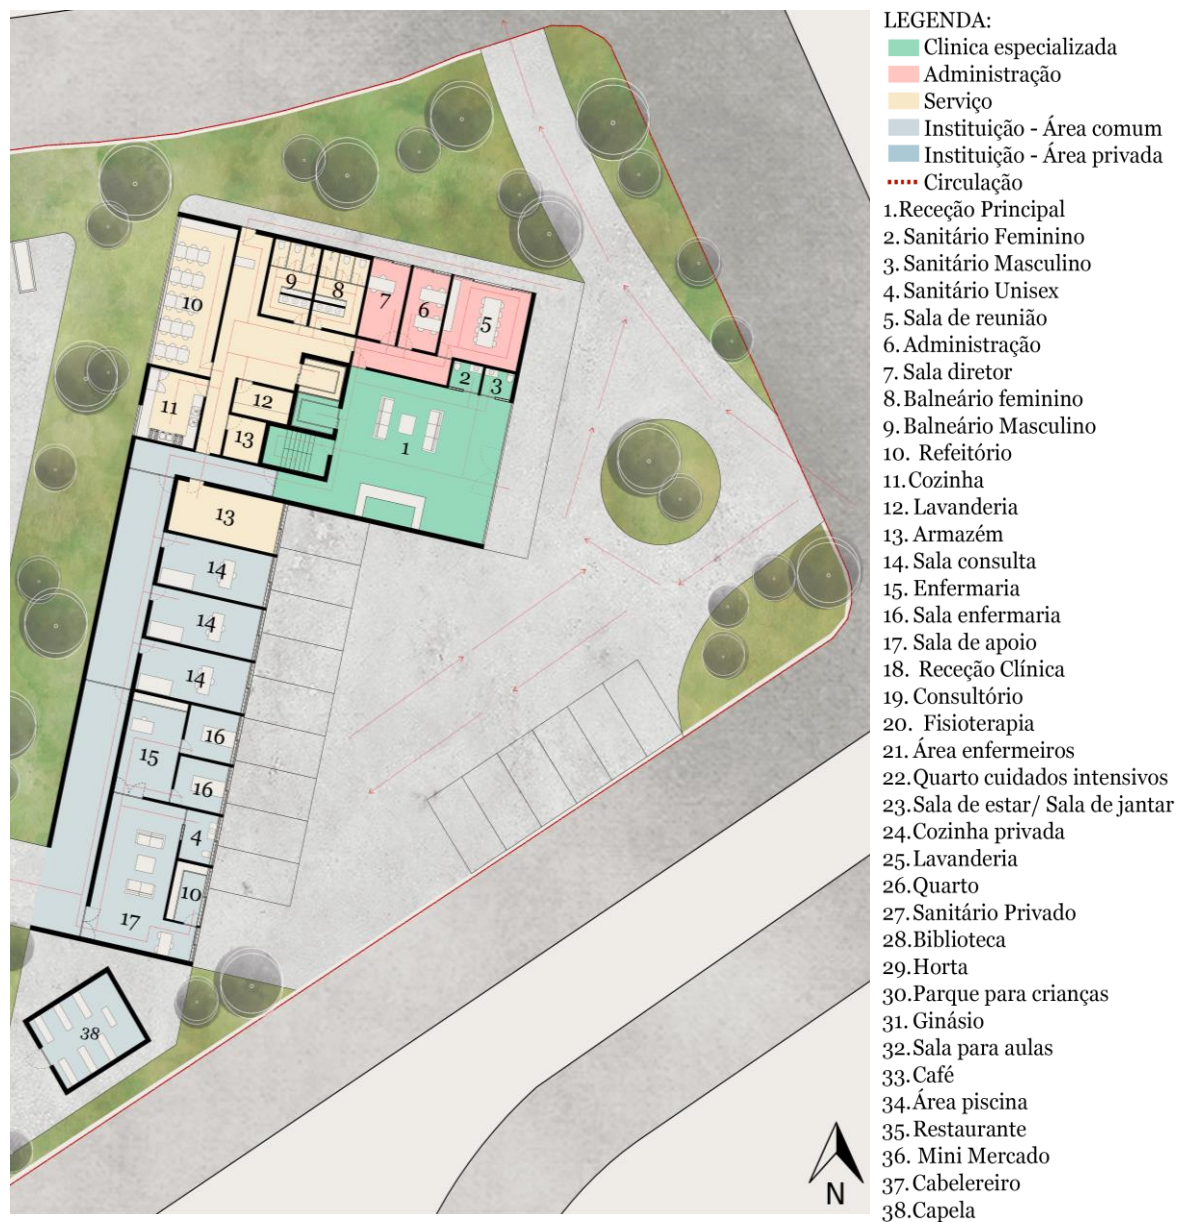 LEGENDA:
Clinica especializada
Administração
Serviço
Instituição - Área comum
Instituição - Área privada
Circulação
1.Receção Principal
2. Sanitário Feminino
3. Sanitário Masculino
4. Sanitário Unisex
5. Sala de reunião
6. Administração
7. Sala diretor
8. Balneário feminino
9. Balneário Masculino
10. Refeitório
11.Cozinha
12. Lavanderia
13. Armazém
14. Sala consulta
15. Enfermaria
16. Sala enfermaria
17. Sala de apoio
18. Receção Clínica
19. Consultório
20. Fisioterapia
21. Área enfermeiros
22.Quarto cuidados intensivos
23.Sala de estar/ Sala de jantar
24.Cozinha privada
25.Lavanderia
26.Quarto
27.Sanitário Privado
28.Biblioteca
29.Horta
30.Parque para crianças
31. Ginásio
32.Sala para aulas
33.Café
34.Área piscina
35.Restaurante
36. Mini Mercado
37.Cabelereiro
38.Capela
9
8
10
7
6
5
2
3
11
12
13
1
13
14
14
14
16
15
16
4
10
17
38
N